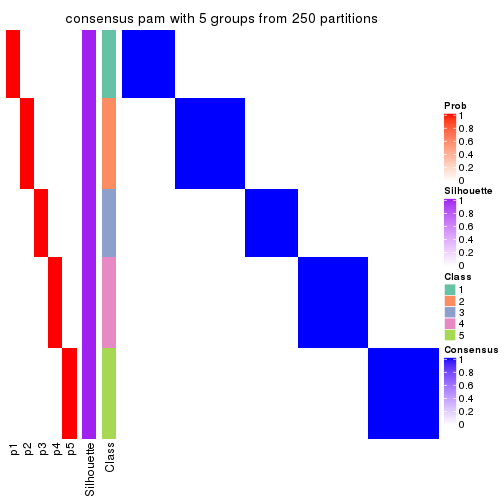 consensus pam with 5 groups from 250 partitions
p1
p2
p3
p4
p5
Silhouette
Class
Prob
1
0.8
0.6
0.4
0.2
0
Silhouette
1
0.8
0.6
0.4
0.2
0
Class
1
2
3
4
5
Consensus
1
0.8
0.6
0.4
0.2
0